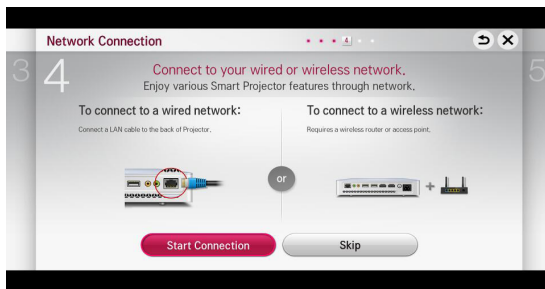 Network Connection
4
3
4
5
Connect to your wired or wireless network.
Enjoy various Smart Projector features through network.
To connect to a wired network:
Connect a LAN cable to the back of Projector.
or
To connect to a wireless network:
Requires a wireless router or access point.
+
Start Connection
Skip